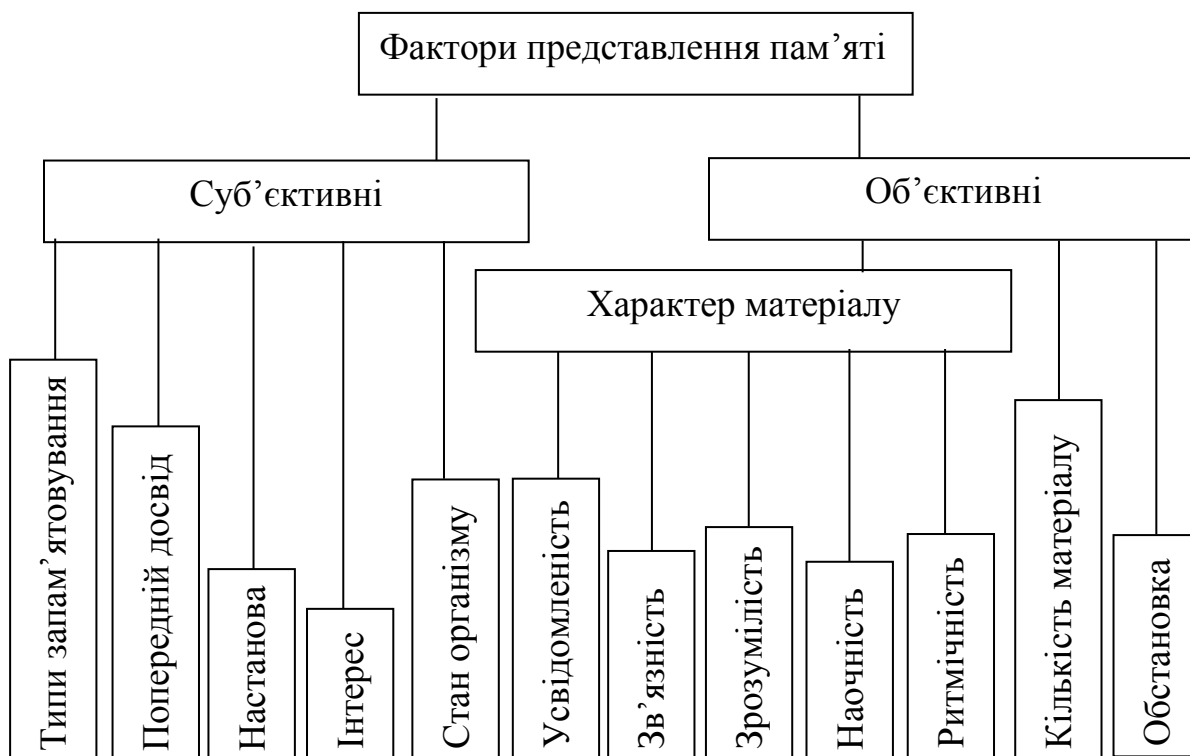 Фактори представлення пам’яті
Суб’єктивні
Об’єктивні
Характер матеріалу
Типи запам’ятовування
Попередній досвід
Настанова
Інтерес
Стан організму
Усвідомленість
Зв’язність
Зрозумілість
Наочність
Ритмічність
Кількість матеріалу
Обстановка